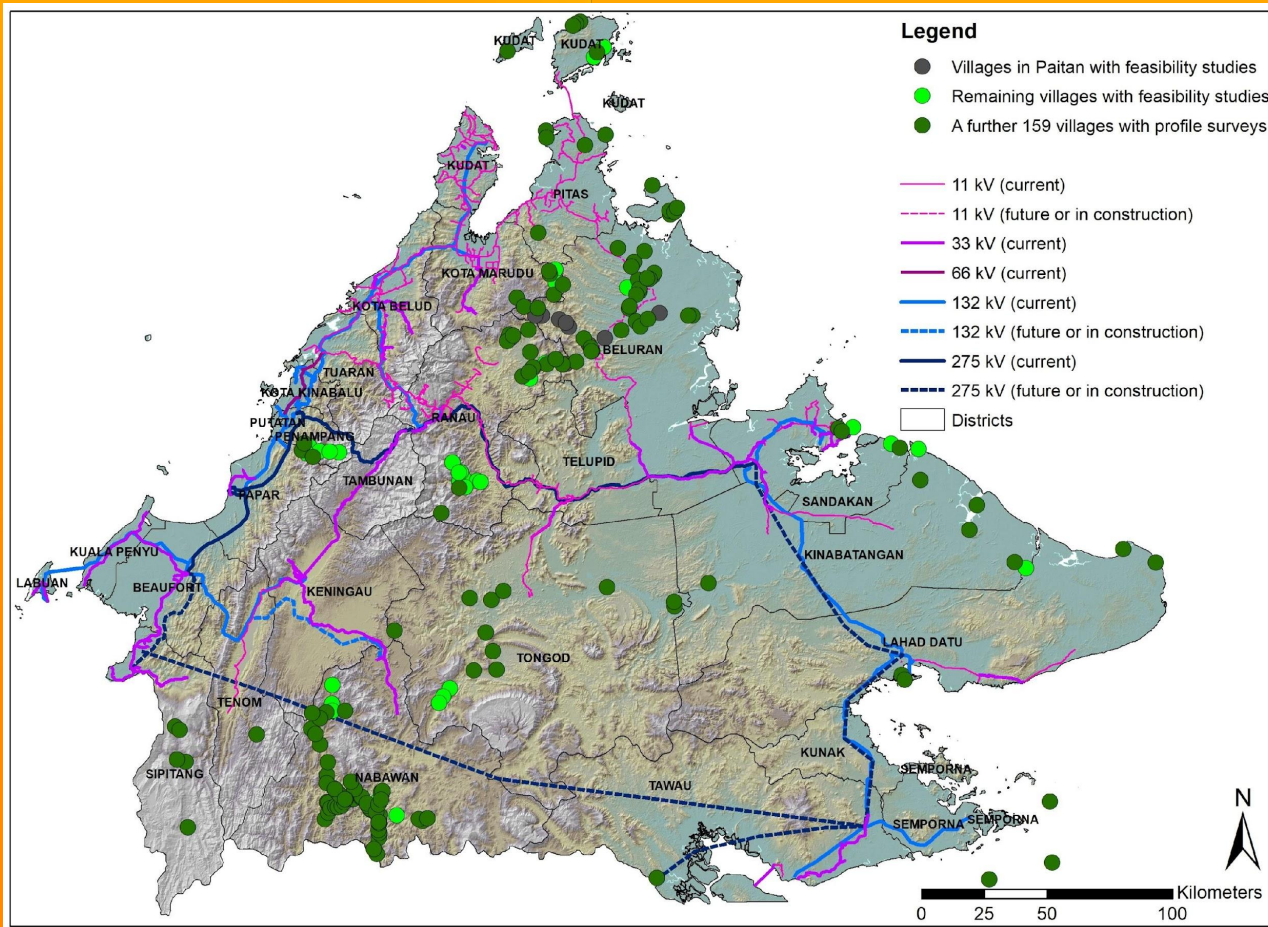 Legend
Villages in Paitan with feasibility studies
Remaining villages with feasibility studies
A further 159 villages with profile surveys
11 kV (current)
11 kV (future or in construction)
33 kV (current)
66 kV (current)
132 kV (current)
132 kV (future or in construction)
275 kV (current)
275 kV (future or in construction)
Districts
KUDAT
KUDAT
KUDAT
KUDAT
PITAS
KOTA MARUDU
KOTA BELUD
BELURAN
TUARAN
KOTA KINABALU
RANAU
PUTATAN
PENAMPANG
TELUPID
TAMBUNAN
PAPAR
SANDAKAN
KUALA PENYU
KINABATANGAN
LABUAN
BEAUFORT
KENINGAU
LAHAD DATU
TONGOD
TENOM
KUNAK
SIPITANG
NABAWAN
TAWAU
SEMPORNA
SEMPORNA
SEMPORNA
N
Kilometers
0 25 50 100